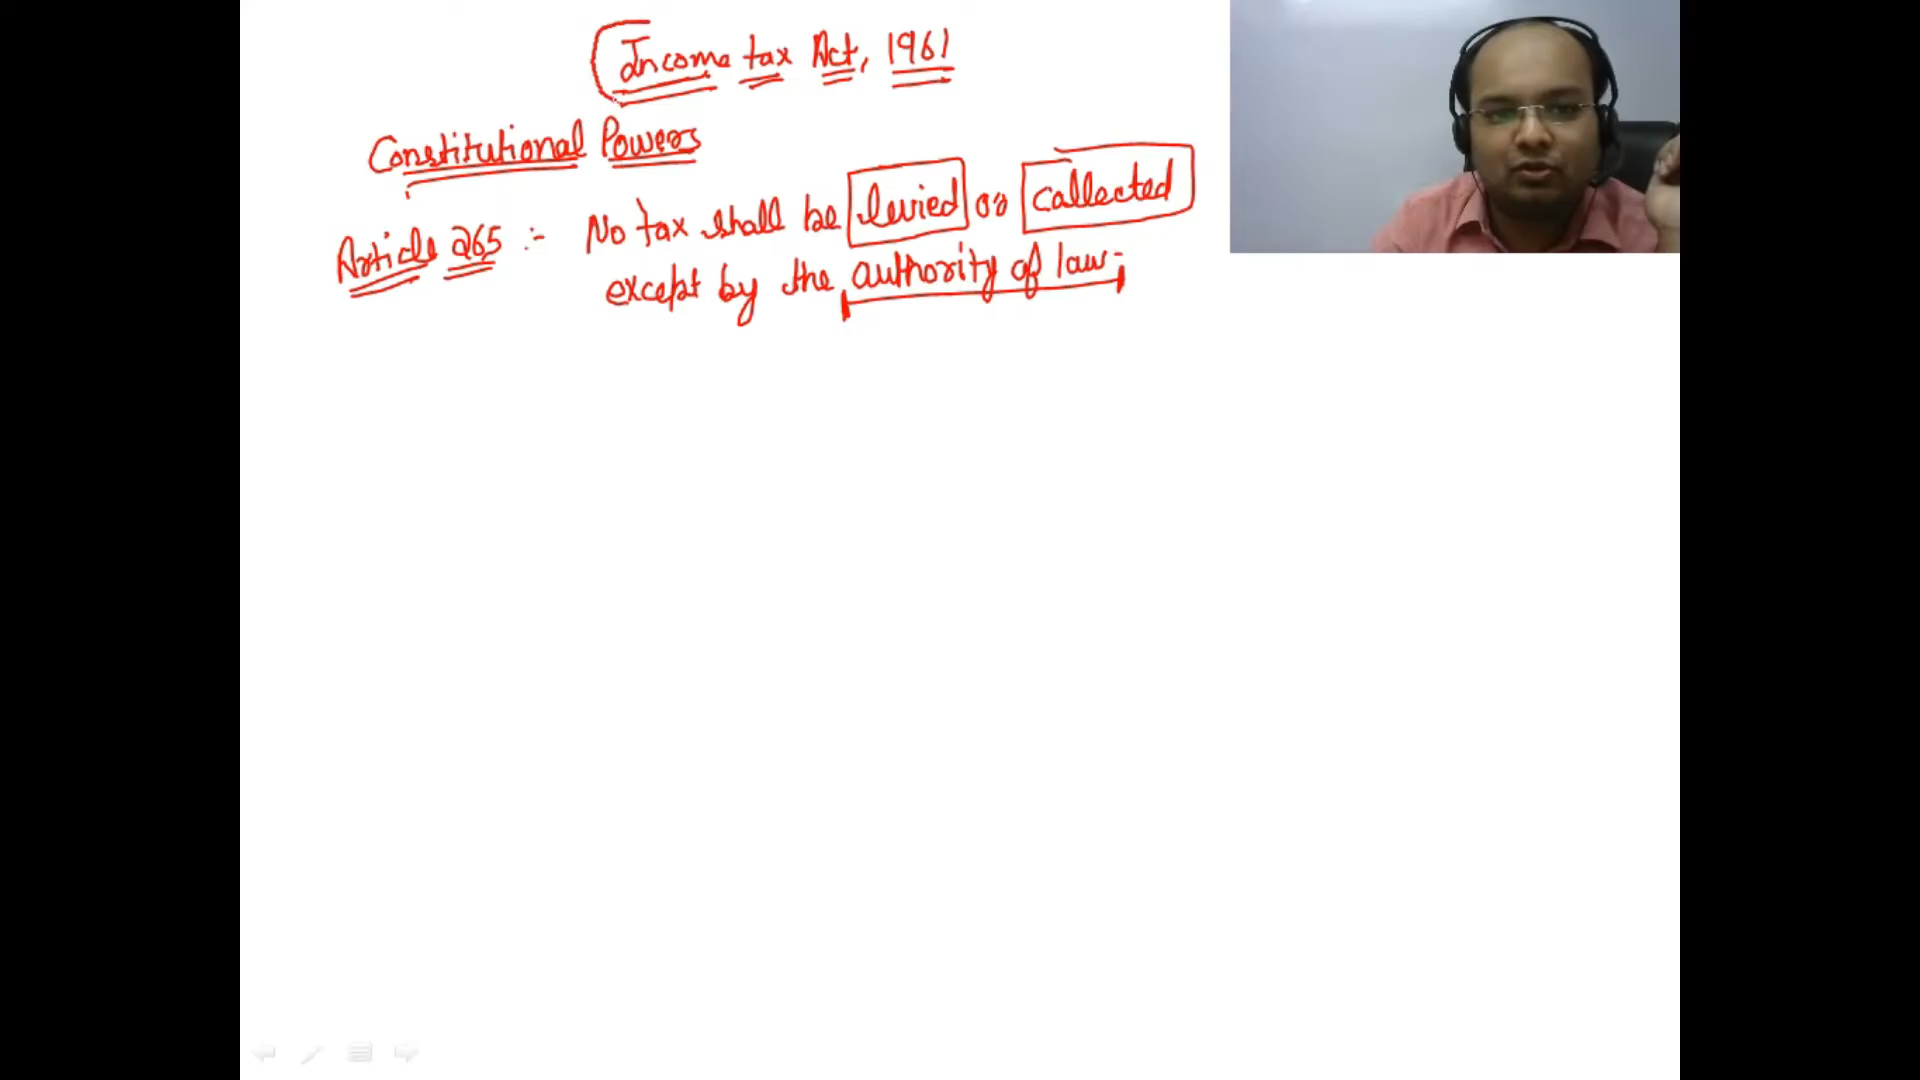 Income tax Act, 1961
Constitutional Powers
Article 265 :- No tax shall be levied or collected
except by the authority of law.